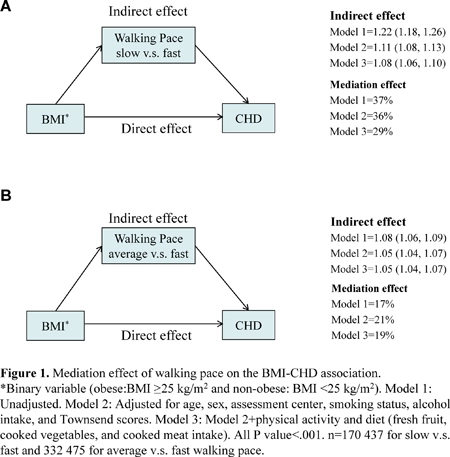 A
Indirect effect
Walking Pace
slow v.s. fast
BMI*
CHD
Direct effect
Indirect effect
Model 1=1.22 (1.18, 1.26)
Model 2=1.11 (1.08, 1.13)
Model 3=1.08 (1.06, 1.10)
Mediation effect
Model 1=37%
Model 2=36%
Model 3=29%
B
Indirect effect
Walking Pace
average v.s. fast
BMI*
CHD
Direct effect
Indirect effect
Model 1=1.08 (1.06, 1.09)
Model 2=1.05 (1.04, 1.07)
Model 3=1.05 (1.04, 1.07)
Mediation effect
Model 1=17%
Model 2=21%
Model 3=19%
Figure 1. Mediation effect of walking pace on the BMI-CHD association.
*Binary variable (obese:BMI ≥25 kg/m² and non-obese: BMI <25 kg/m²). Model 1:
Unadjusted. Model 2: Adjusted for age, sex, assessment center, smoking status, alcohol
intake, and Townsend scores. Model 3: Model 2+physical activity and diet (fresh fruit,
cooked vegetables, and cooked meat intake). All P value<.001. n=170 437 for slow v.s.
fast and 332 475 for average v.s. fast walking pace.